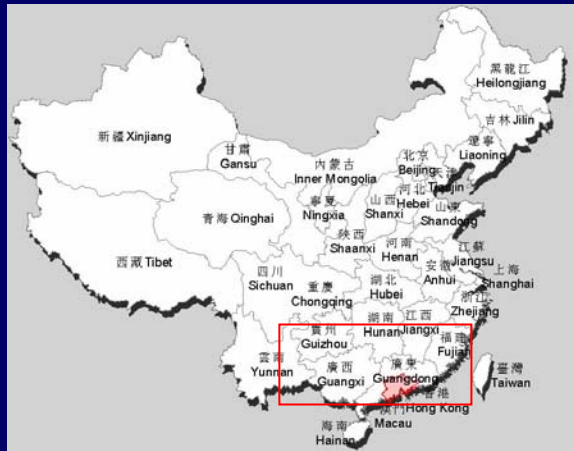 黑龍江
Heilongjiang
吉林 Jilin
遼寧
Liaoning
新疆 Xinjiang
甘肅
Gansu
內蒙古
Inner Mongolia
北京
Beijing
天津
Tianjin
河北
Hebei
山西
Shanxi
山東
Shandong
寧夏
Ningxia
青海 Qinghai
陝西
Shaanxi
河南
Henan
江蘇
Jiangsu
安徽
Anhui
上海
Shanghai
西藏 Tibet
四川
Sichuan
重慶
Chongqing
湖北
Hubei
浙江
Zhejiang
湖南
Hunan
江西
Jiangxi
貴州
Guizhou
福建
Fujian
雲南
Yunnan
廣西
Guangxi
廣東
Guangdong
臺灣
Taiwan
香港
Hong Kong
澳門
Macau
海南
Hainan